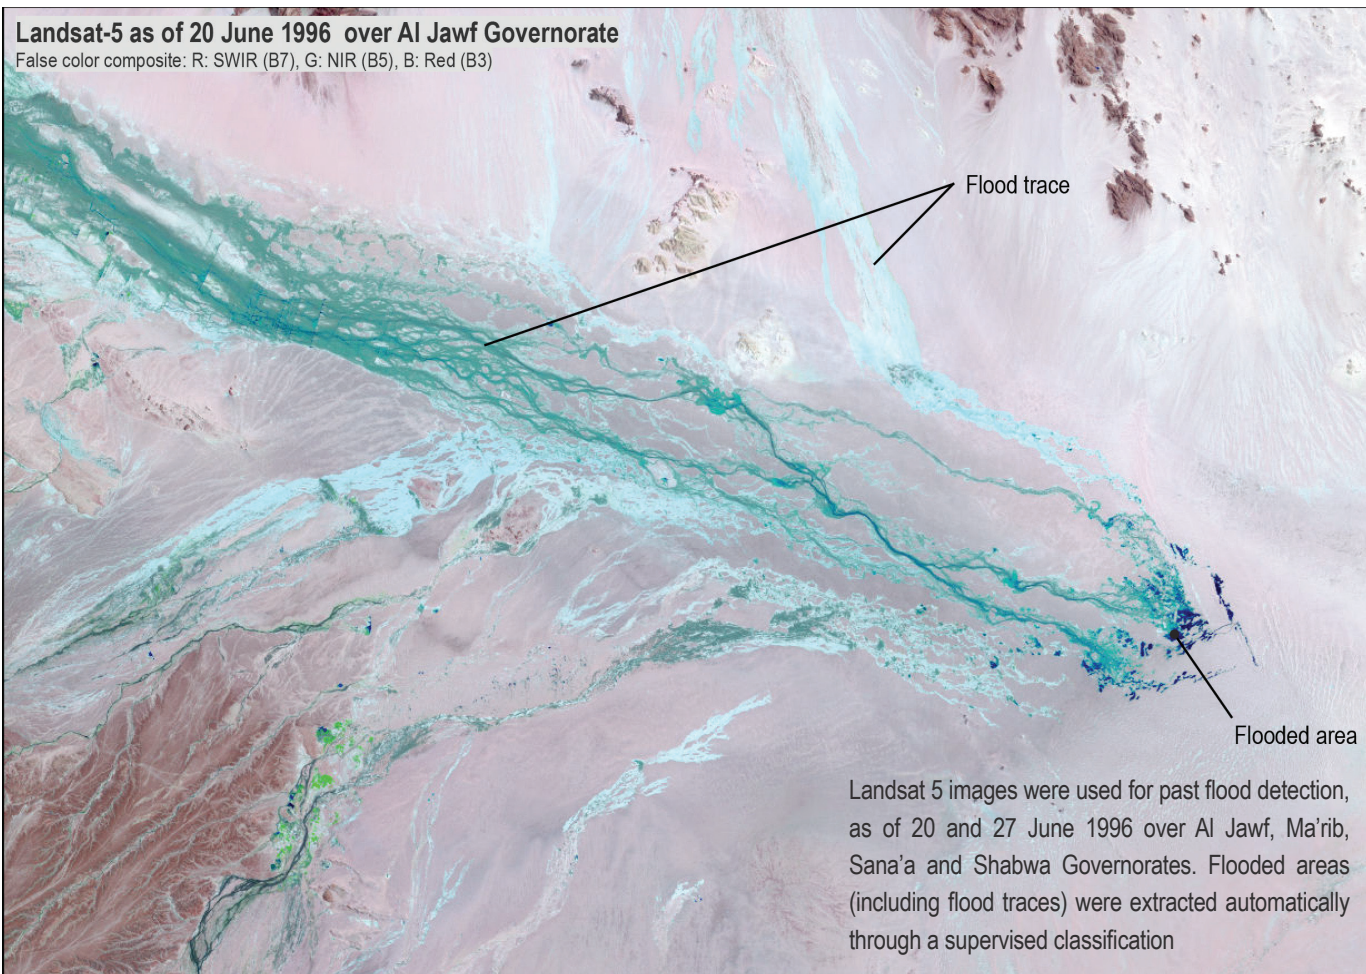 Landsat-5 as of 20 June 1996 over Al Jawf Governorate
False color composite: R: SWIR (B7), G: NIR (B5), B: Red (B3)
Flood trace
Flooded area
Landsat 5 images were used for past flood detection,
as of 20 and 27 June 1996 over Al Jawf, Ma’rib,
Sana’a and Shabwa Governorates. Flooded areas
(including flood traces) were extracted automatically
through a supervised classification